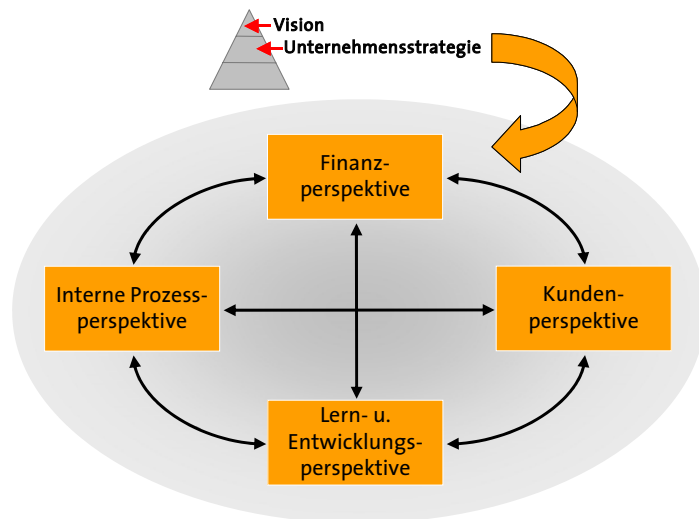 Vision
Unternehmensstrategie
Finanz-
perspektive
Interne Prozess-
perspektive
Kunden-
perspektive
Lern- u.
Entwicklungs-
perspektive